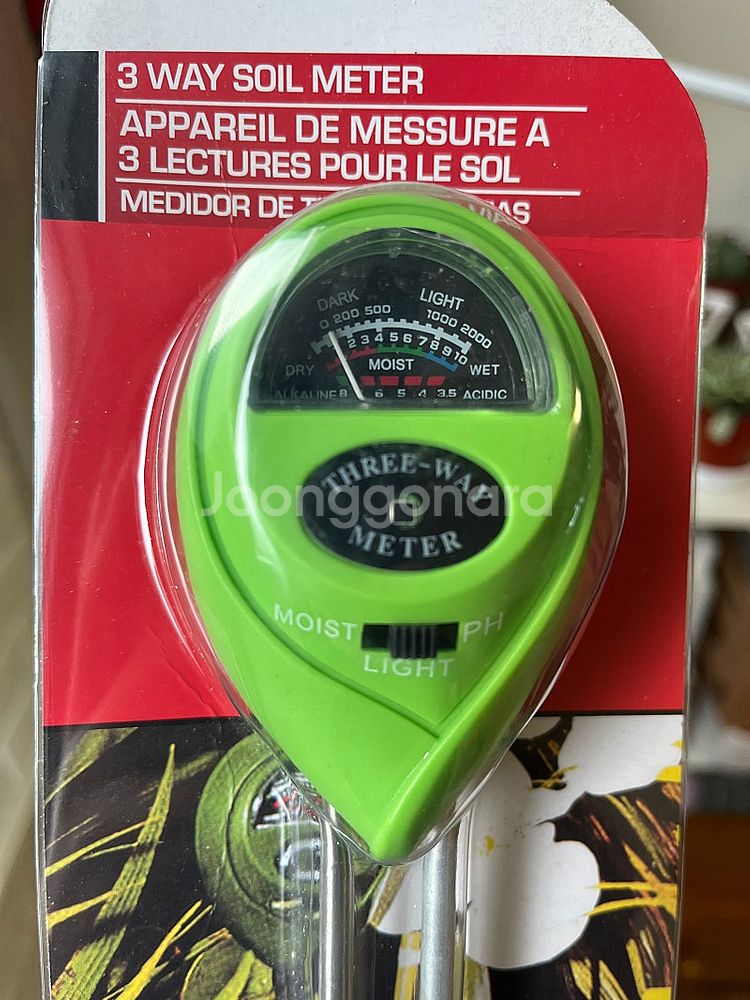 3 WAY SOIL METER
APPAREIL DE MESSURE A
3 LECTURES POUR LE SOL
MEDIDOR DE VIAS
DARK LIGHT
0 200 500 1000 2000
2 3 4 5 6 7 8 9 10
DRY MOIST WET
ALKALINE 8 6 5 4 3.5 ACIDIC
THREE-WAY
METER
Joonggonara
MOIST PH
LIGHT